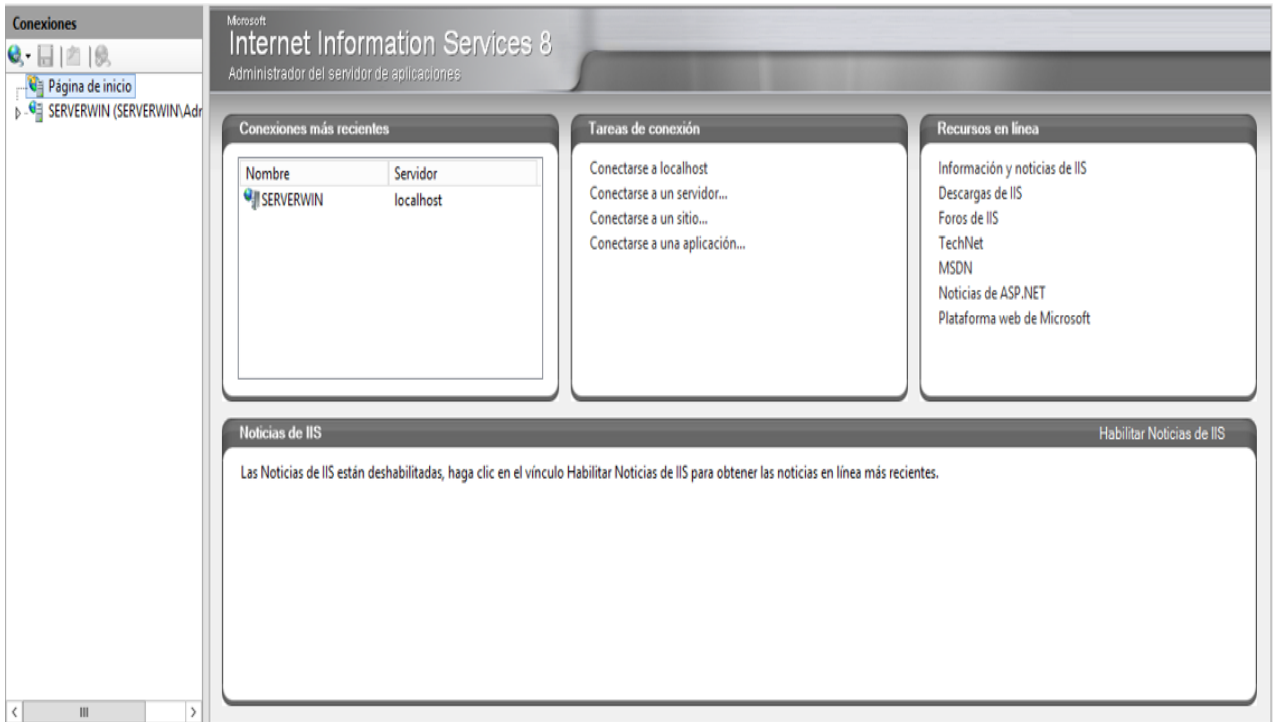 Conexiones
Página de inicio
SERVERWIN (SERVERWIN\Adr
Microsoft
Internet Information Services 8
Administrador del servidor de aplicaciones
Conexiones más recientes
Nombre Servidor
SERVERWIN localhost
Tareas de conexión
Conectarse a localhost
Conectarse a un servidor...
Conectarse a un sitio...
Conectarse a una aplicación...
Recursos en línea
Información y noticias de IIS
Descargas de IIS
Foros de IIS
TechNet
MSDN
Noticias de ASP.NET
Plataforma web de Microsoft
Noticias de IIS Habilitar Noticias de IIS
Las Noticias de IIS están deshabilitadas, haga clic en el vínculo Habilitar Noticias de IIS para obtener las noticias en línea más recientes.